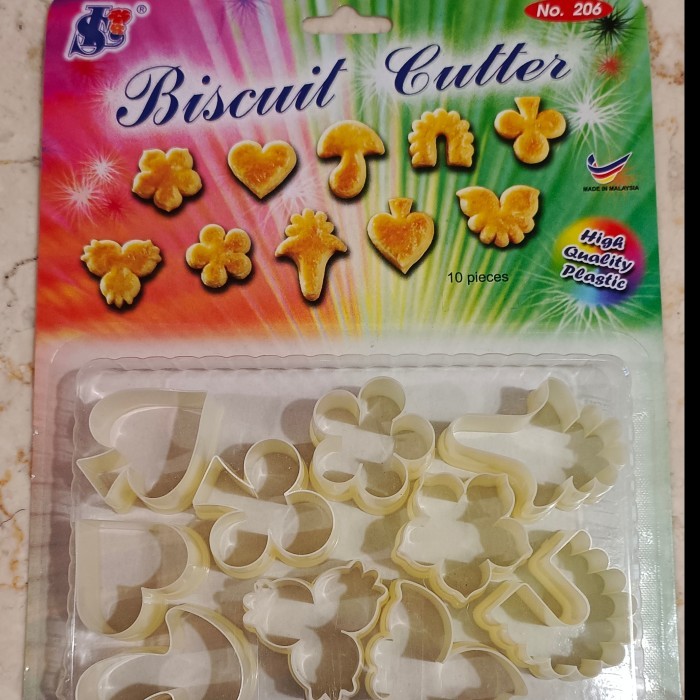 ®
No. 206
Biscuit Cutter
MADE IN MALAYSIA
High
Quality
Plastic
10 pieces